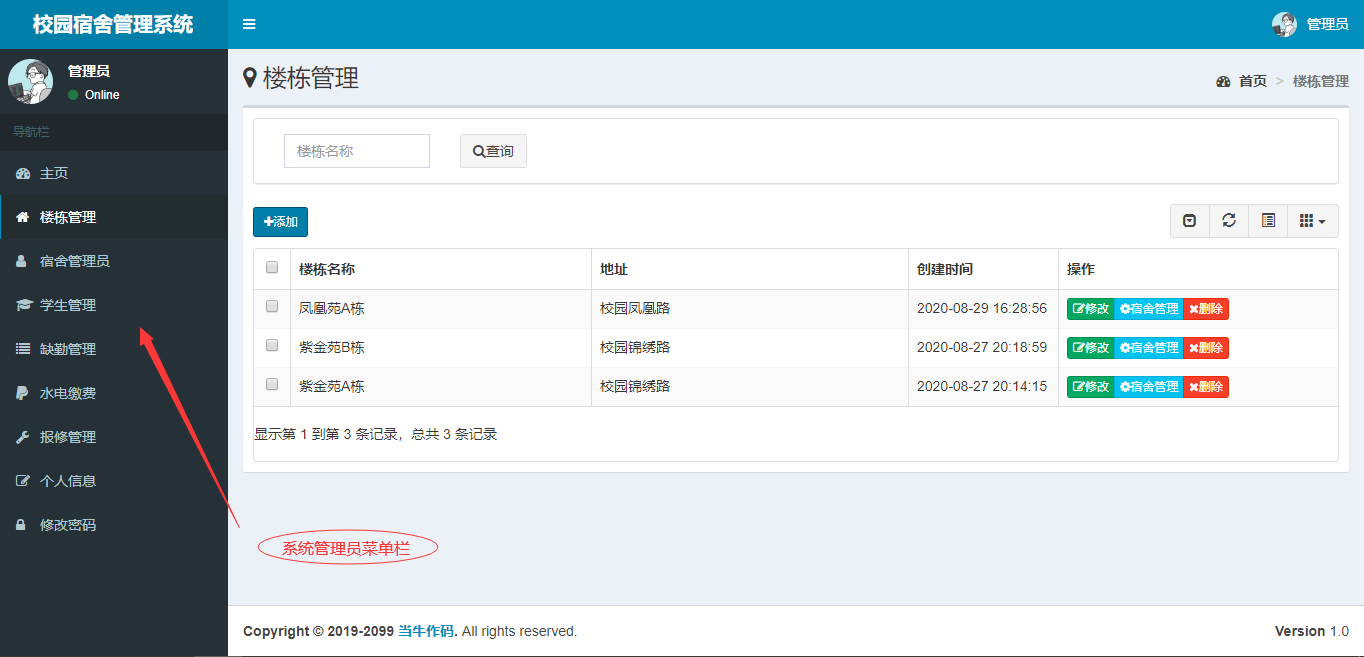 校园宿舍管理系统
管理员
管理员
Online
导航栏
主页
楼栋管理
宿舍管理员
学生管理
缺勤管理
水电缴费
报修管理
个人信息
修改密码
楼栋管理
首页 > 楼栋管理
楼栋名称
查询
添加
楼栋名称 地址 创建时间 操作
凤凰苑A栋 校园凤凰路 2020-08-29 16:28:56 修改 宿舍管理 删除
紫金苑B栋 校园锦绣路 2020-08-27 20:18:59 修改 宿舍管理 删除
紫金苑A栋 校园锦绣路 2020-08-27 20:14:15 修改 宿舍管理 删除
显示第 1 到第 3 条记录，总共 3 条记录
系统管理员菜单栏
Copyright © 2019-2099 当牛作码. All rights reserved.
Version 1.0